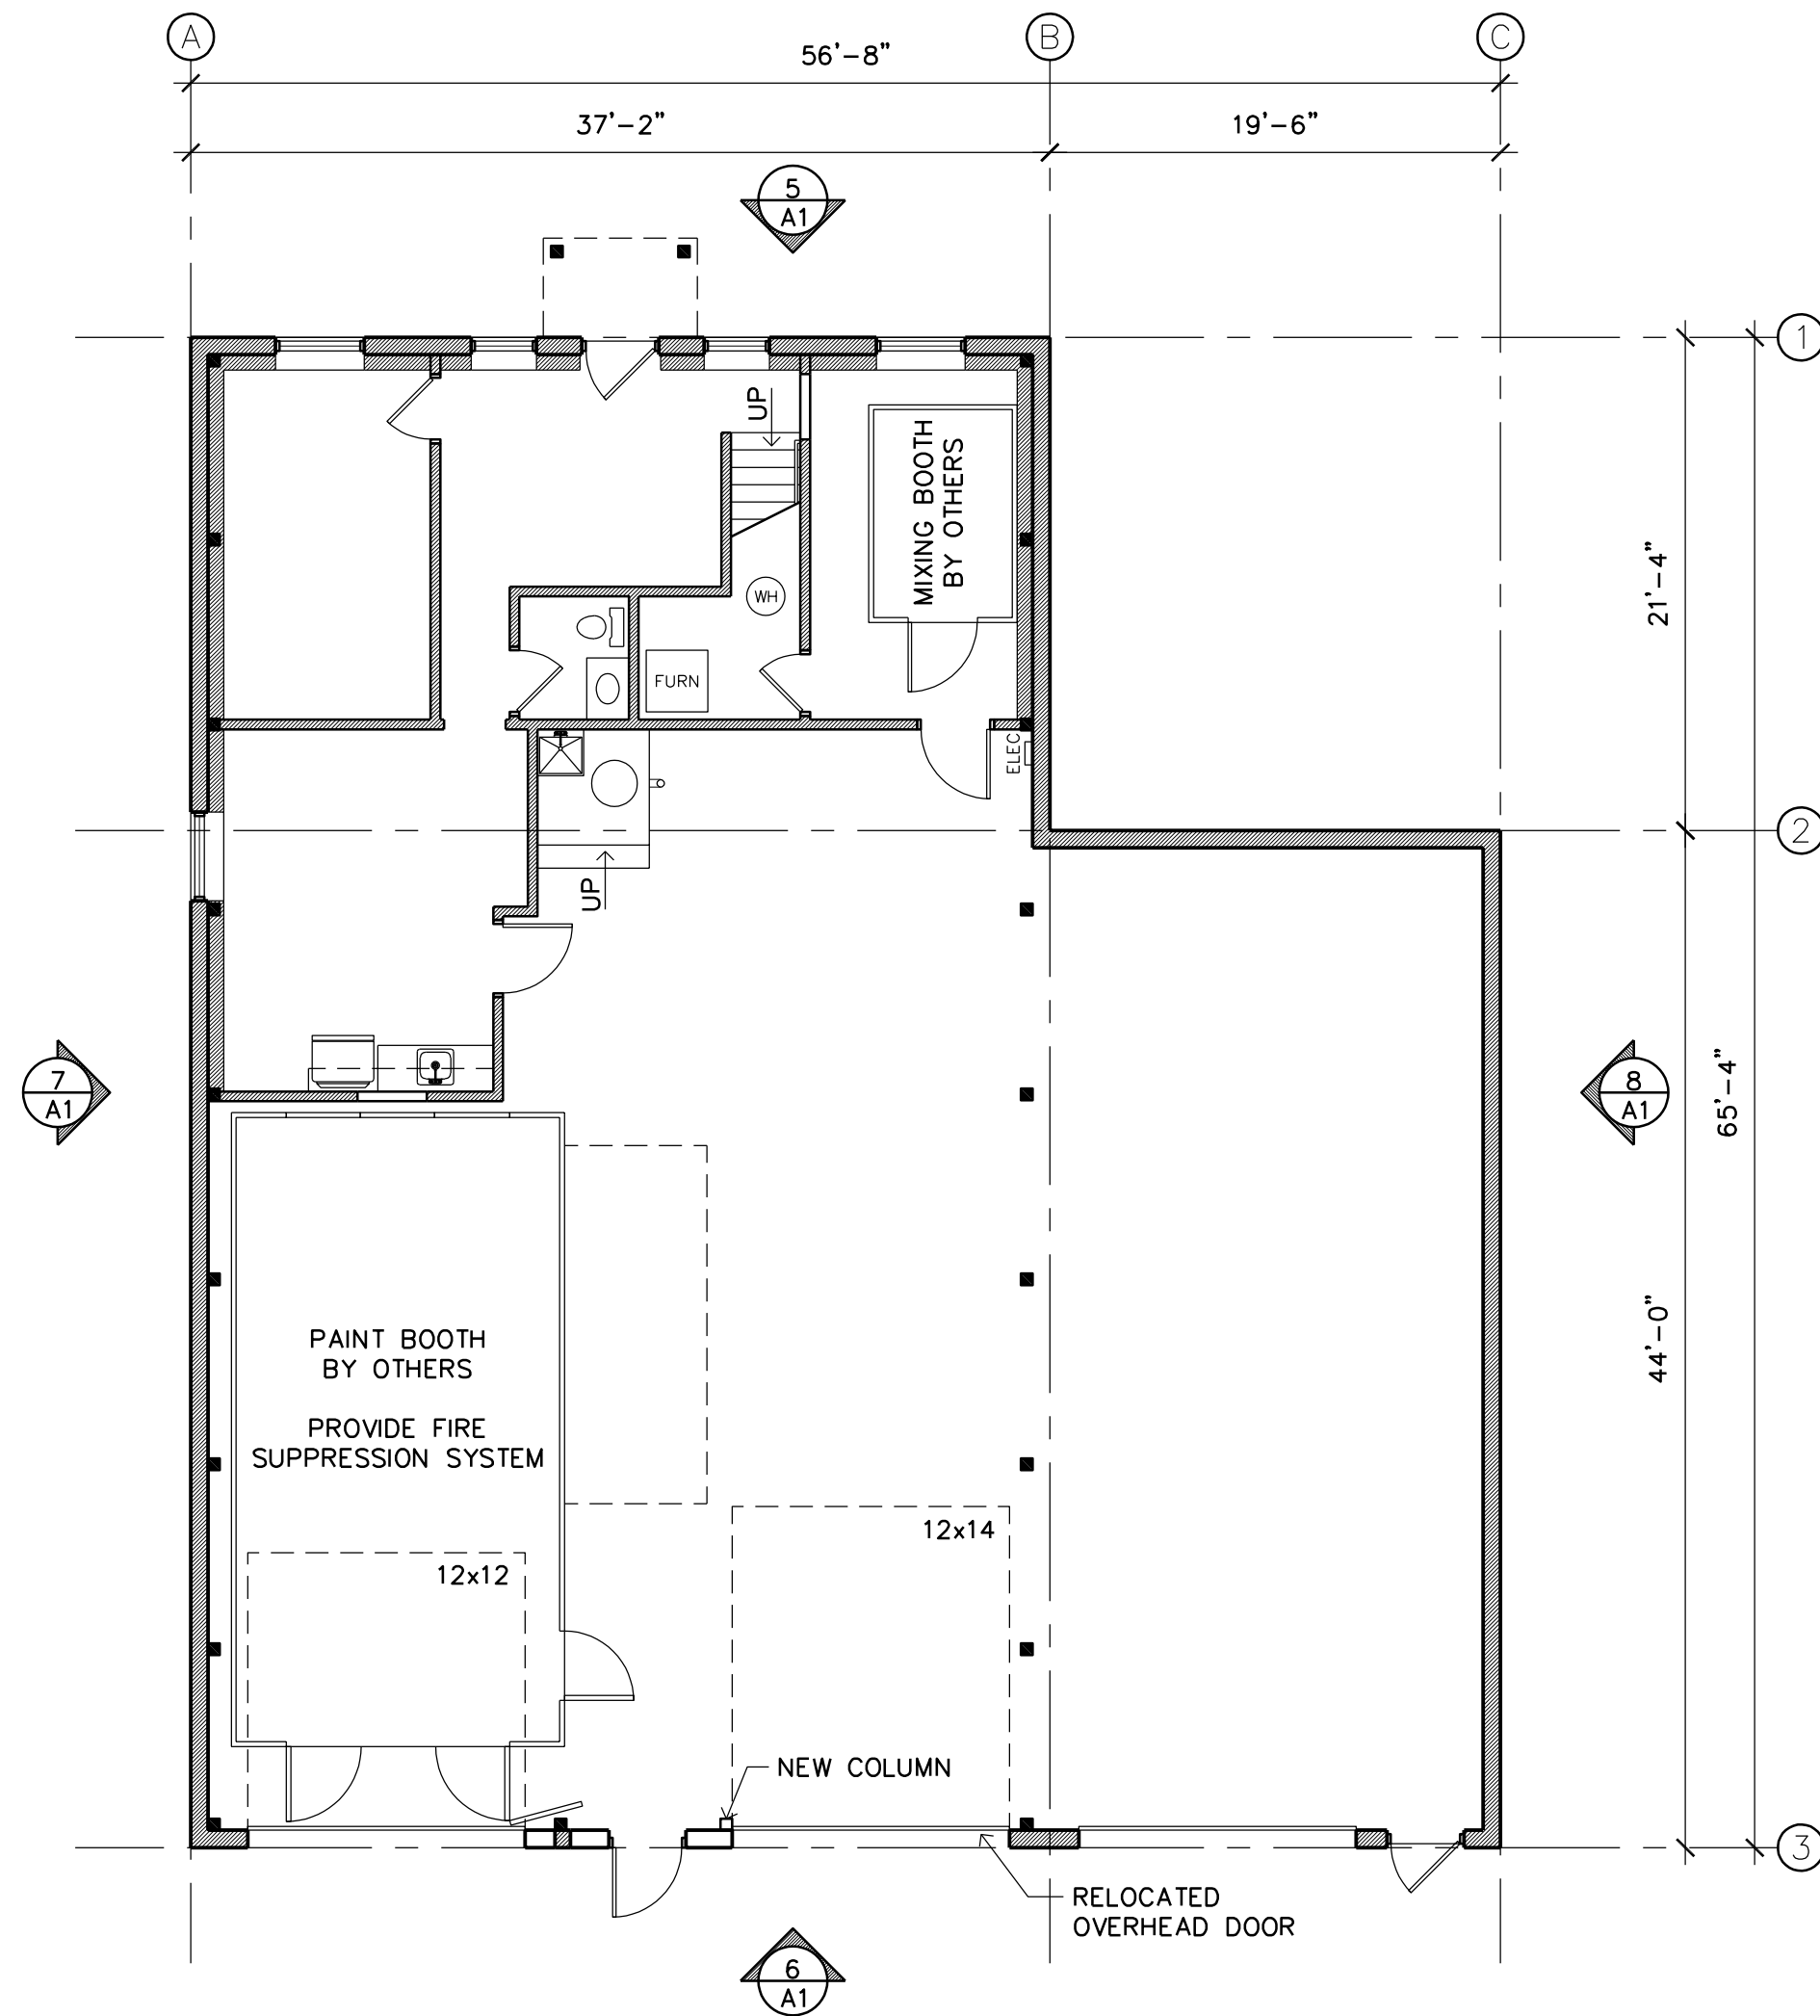 A
B
C
56'-8"
37'-2"
19'-6"
5
A1
1
UP
MIXING BOOTH
BY OTHERS
WH
21'-4"
FURN
ELEC
2
UP
7
A1
8
A1
65'-4"
PAINT BOOTH
BY OTHERS
PROVIDE FIRE
SUPPRESSION SYSTEM
44'-0"
12x14
12x12
NEW COLUMN
3
RELOCATED
OVERHEAD DOOR
6
A1